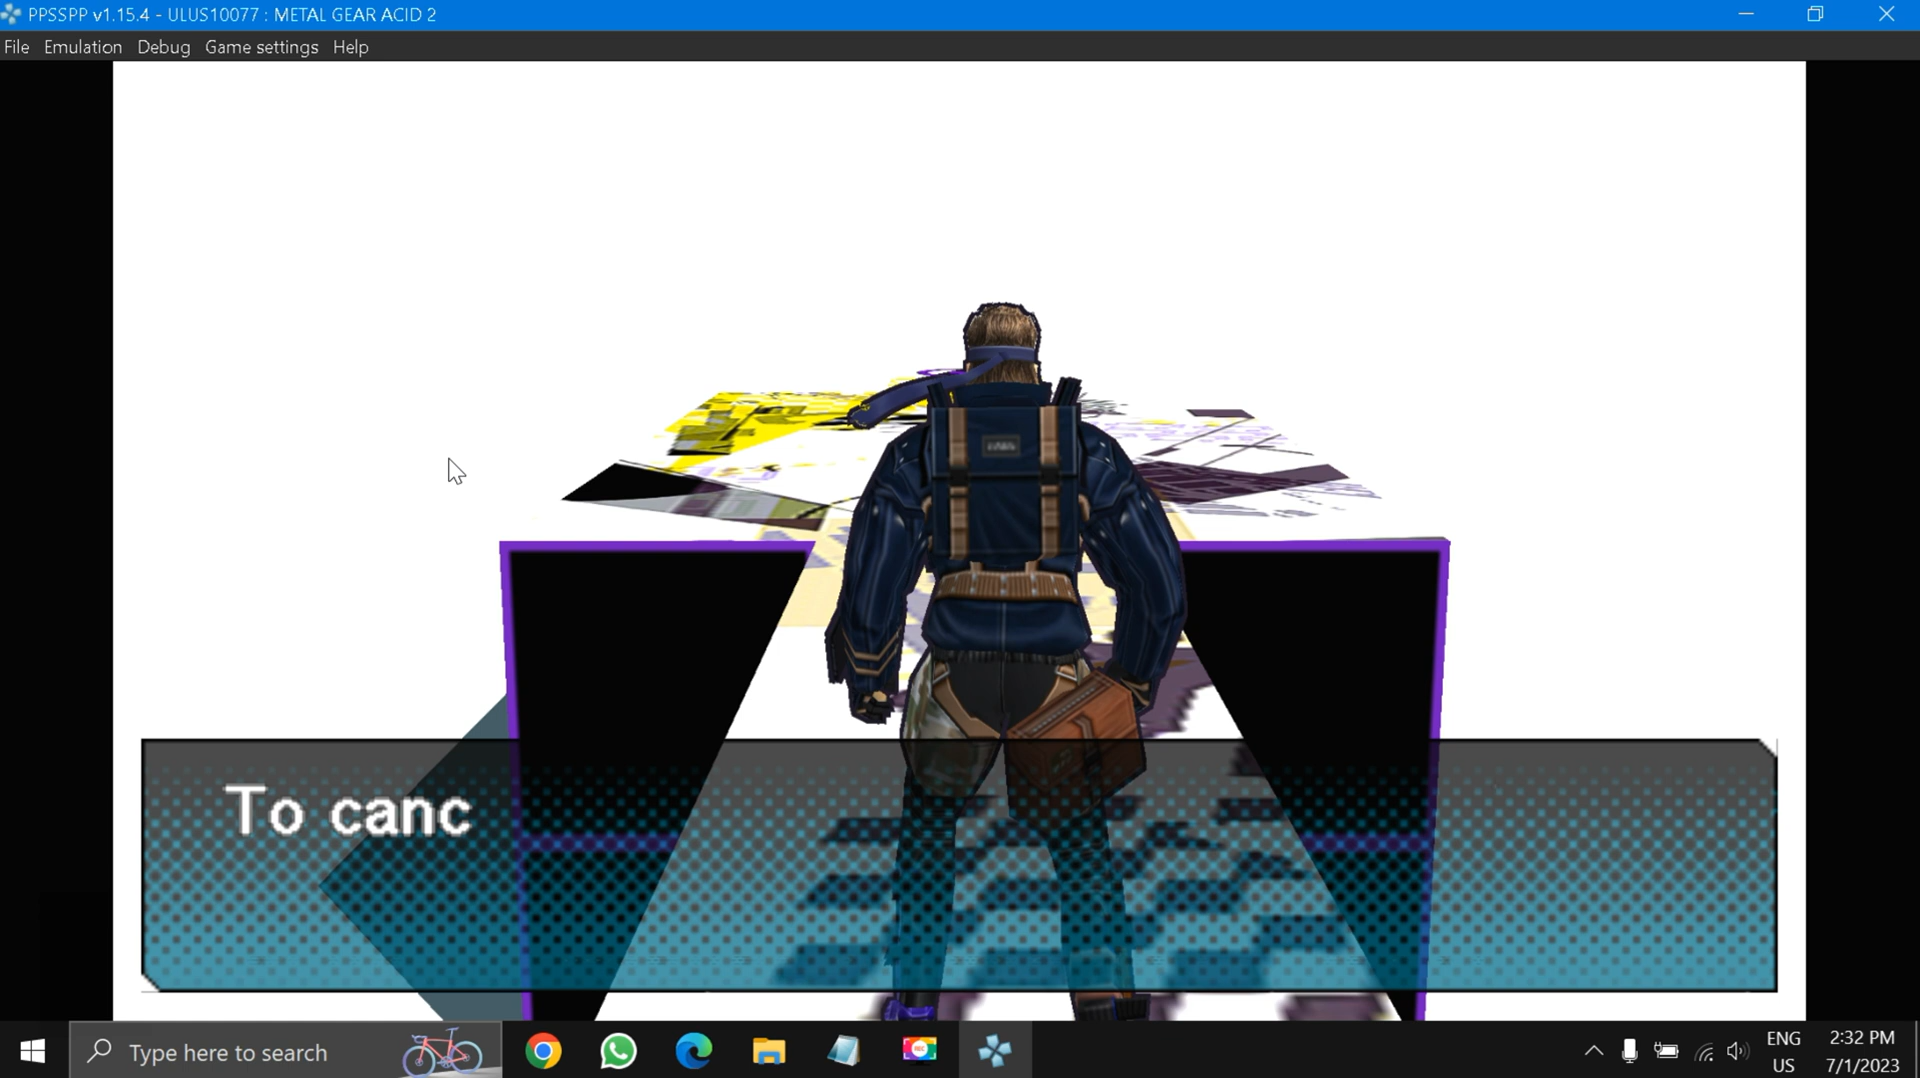 PPSSPP v1.15.4 - ULUS10077 : METAL GEAR ACID 2
File Emulation Debug Game settings Help
To canc
Type here to search
REC
ENG
US
2:32 PM
7/1/2023